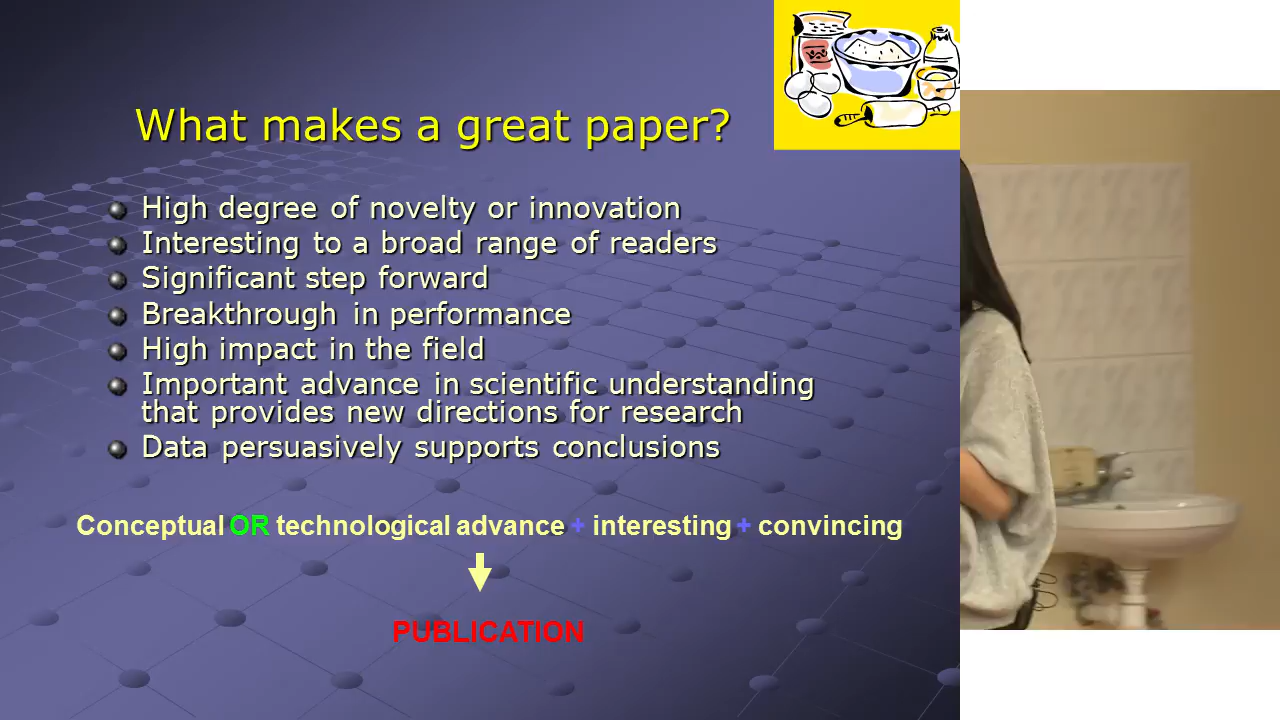 What makes a great paper?
High degree of novelty or innovation
Interesting to a broad range of readers
Significant step forward
Breakthrough in performance
High impact in the field
Important advance in scientific understanding
that provides new directions for research
Data persuasively supports conclusions
Conceptual OR technological advance + interesting + convincing
PUBLICATION